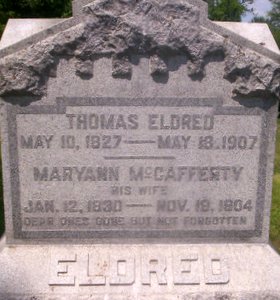 THOMAS ELDRED
MAY 10, 1827 — MAY 18, 1907
MARYANN McCAFFERTY
HIS WIFE
JAN. 12, 1830 — NOV. 19, 1904
DEAR ONES GONE BUT NOT FORGOTTEN
ELDRED